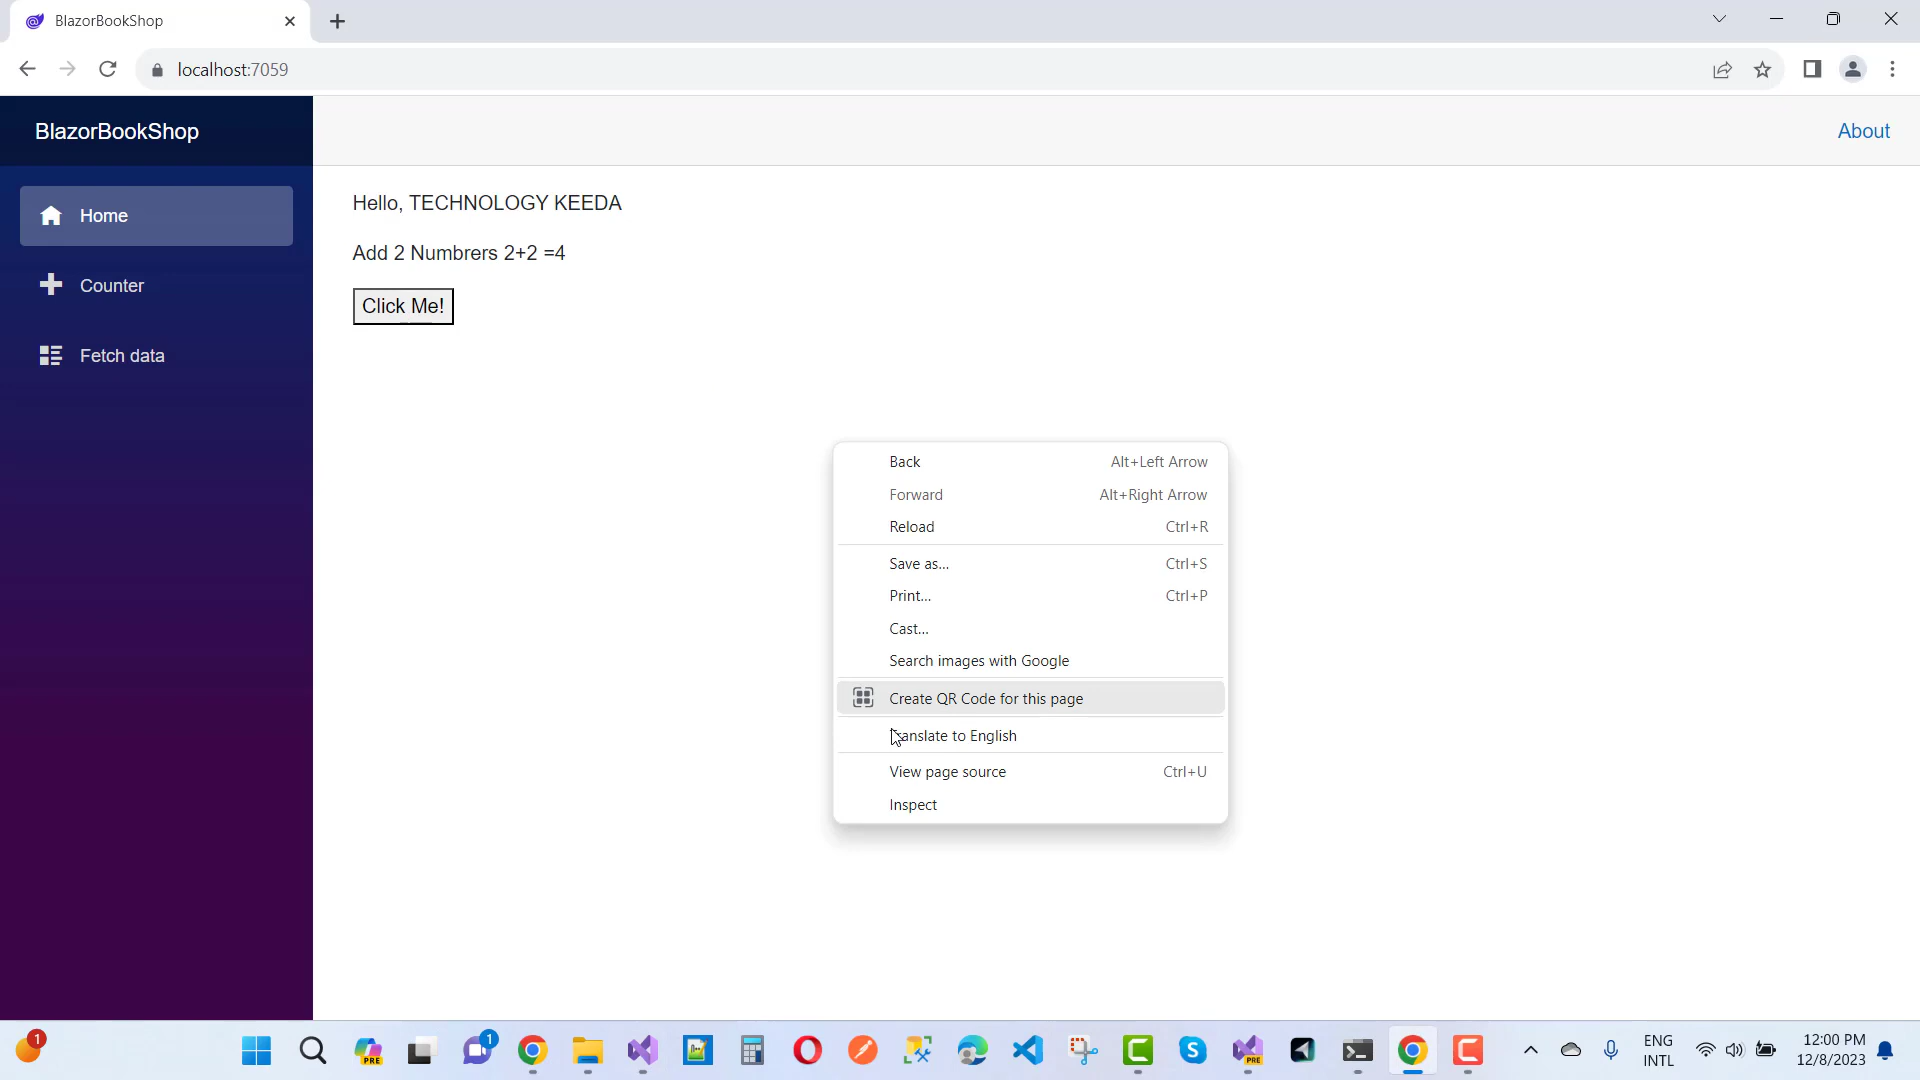 BlazorBookShop
localhost:7059
BlazorBookShop
About
Home
Counter
Fetch data
Hello, TECHNOLOGY KEEDA
Add 2 Numbrers 2+2 =4
Click Me!
Back Alt+Left Arrow
Forward Alt+Right Arrow
Reload Ctrl+R
Save as... Ctrl+S
Print... Ctrl+P
Cast...
Search images with Google
Create QR Code for this page
Translate to English
View page source Ctrl+U
Inspect
1
PRE
1
PRE
ENG
INTL
12:00 PM
12/8/2023